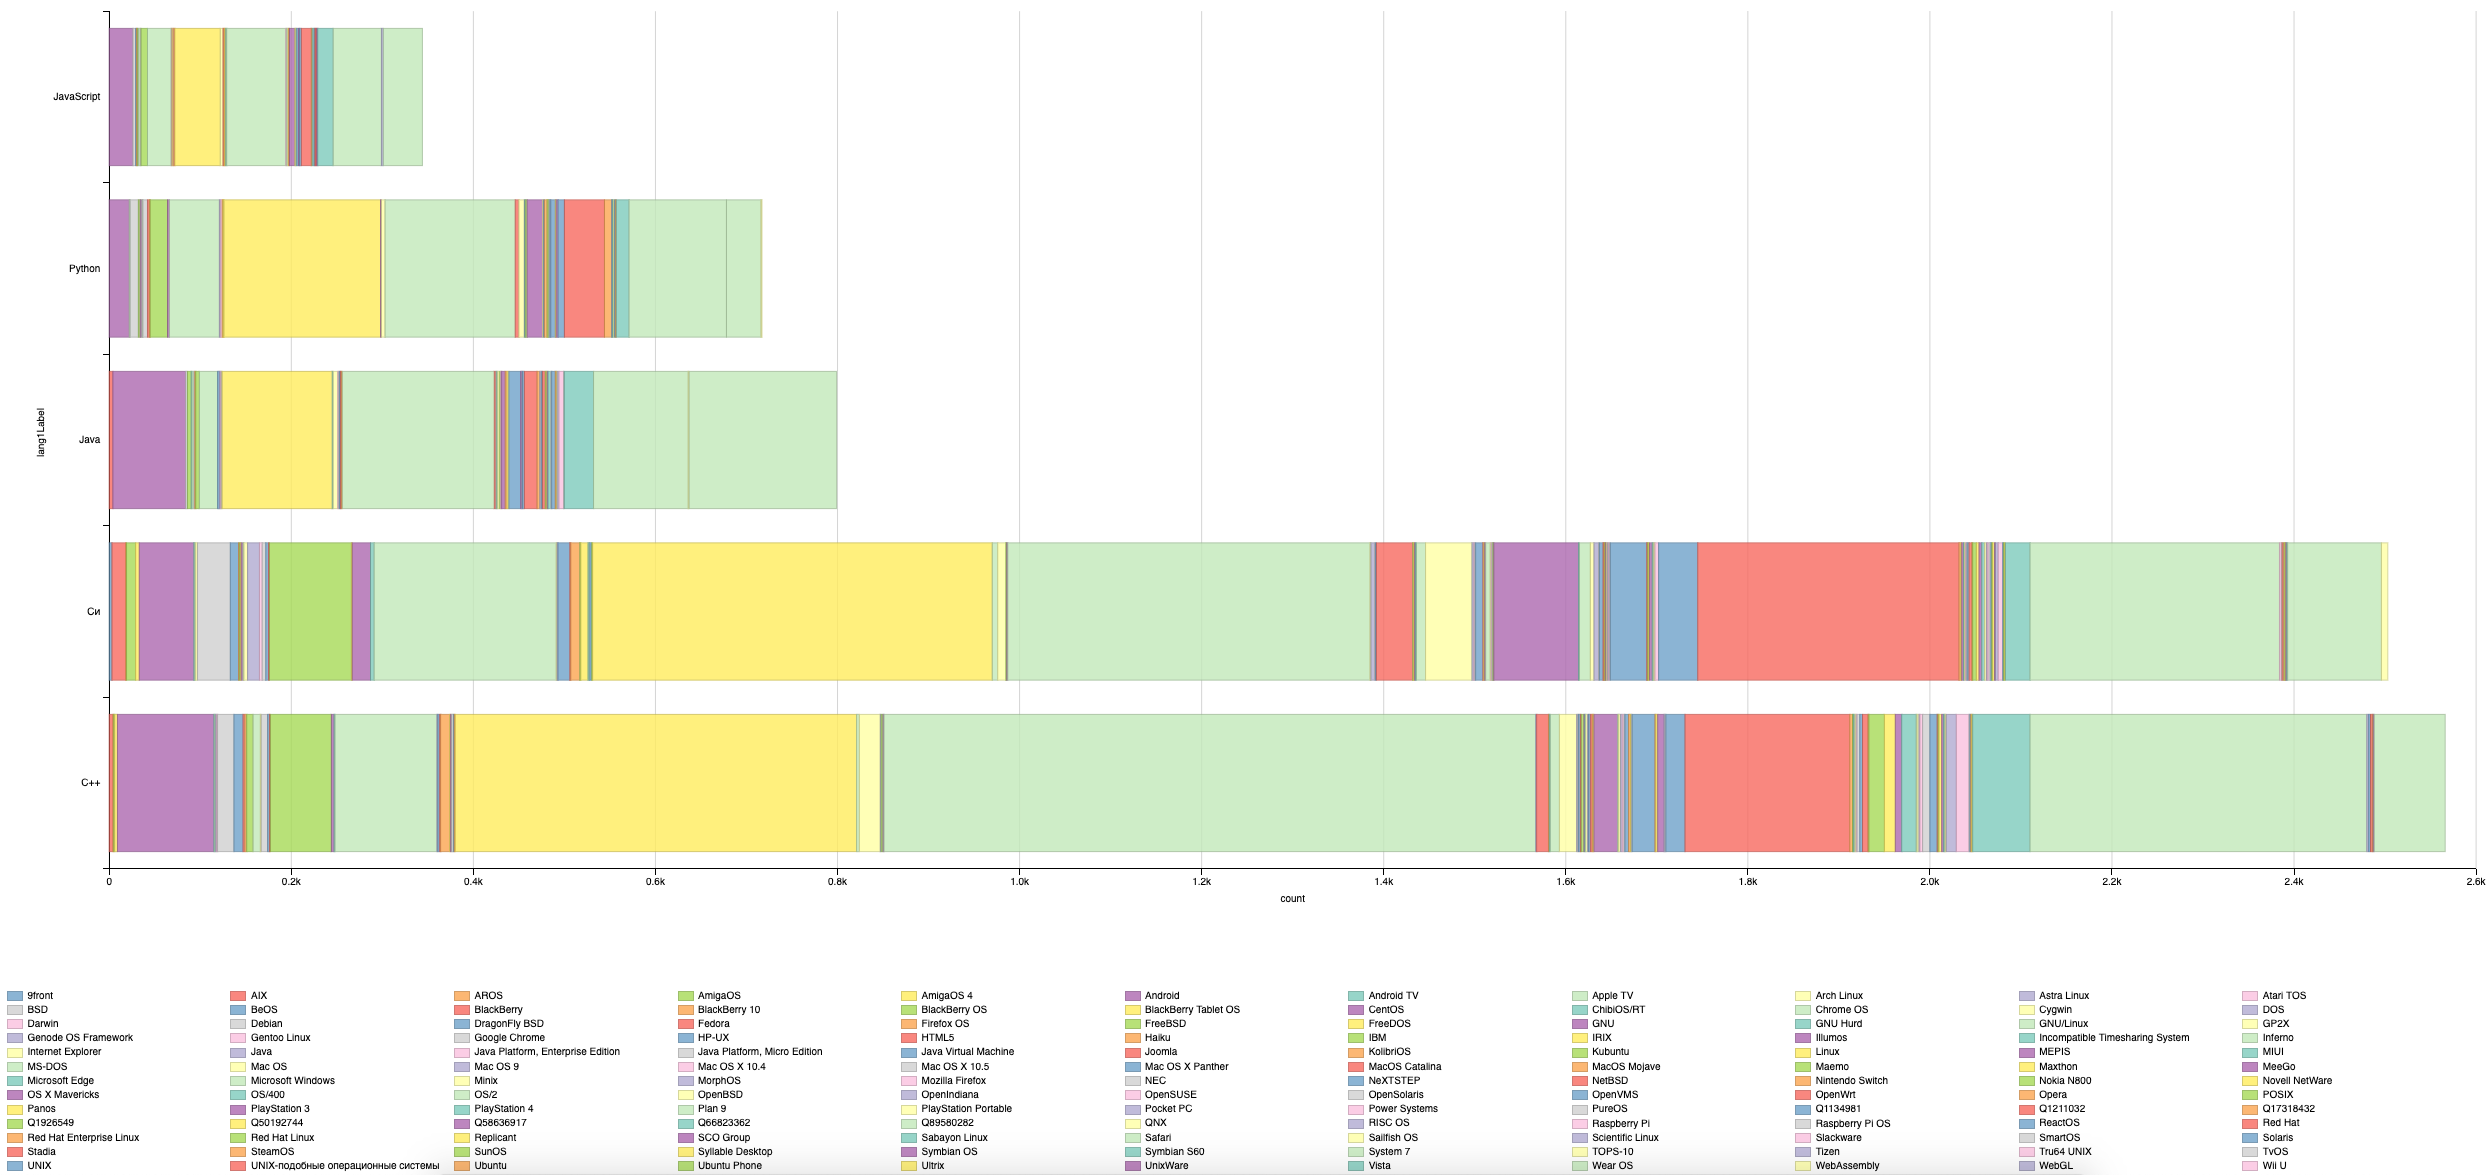 JavaScript
Python
Java
Си
C++
lang1Label
0 0.2k 0.4k 0.6k 0.8k 1.0k 1.2k 1.4k 1.6k 1.8k 2.0k 2.2k 2.4k 2.6k
count
9front AIX AROS AmigaOS AmigaOS 4 Android Android TV Apple TV Arch Linux Astra Linux Atari TOS
BSD BeOS BlackBerry BlackBerry 10 BlackBerry OS BlackBerry Tablet OS CentOS ChibiOS/RT Chrome OS Cygwin DOS
Darwin Debian DragonFly BSD Fedora Firefox OS FreeBSD FreeDOS GNU GNU Hurd GNU/Linux GP2X
Genode OS Framework Gentoo Linux Google Chrome HP-UX HTML5 Haiku IBM IRIX Illumos Incompatible Timesharing System Inferno
Internet Explorer Java Java Platform, Enterprise Edition Java Platform, Micro Edition Java Virtual Machine Joomla KolibriOS Kubuntu Linux MEPIS MIUI
MS-DOS Mac OS Mac OS 9 Mac OS X 10.4 Mac OS X 10.5 Mac OS X Panther MacOS Catalina MacOS Mojave Maemo Maxthon MeeGo
Microsoft Edge Microsoft Windows Minix MorphOS Mozilla Firefox NEC NeXTSTEP NetBSD Nintendo Switch Nokia N800 Novell NetWare
OS X Mavericks OS/400 OS/2 OpenBSD OpenIndiana OpenSUSE OpenSolaris OpenVMS OpenWrt Opera POSIX
Panos PlayStation 3 PlayStation 4 Plan 9 PlayStation Portable Pocket PC Power Systems PureOS Q1134981 Q1211032 Q17318432
Q1926549 Q50192744 Q58636917 Q66823362 Q89580282 QNX RISC OS Raspberry Pi Raspberry Pi OS ReactOS Red Hat
Red Hat Enterprise Linux Red Hat Linux Replicant SCO Group Sabayon Linux Safari Sailfish OS Scientific Linux Slackware SmartOS Solaris
Stadia SteamOS SunOS Syllable Desktop Symbian OS Symbian S60 System 7 TOPS-10 Tizen Tru64 UNIX TvOS
UNIX UNIX-подобные операционные системы Ubuntu Ubuntu Phone Ultrix UnixWare Vista Wear OS WebAssembly WebGL Wii U